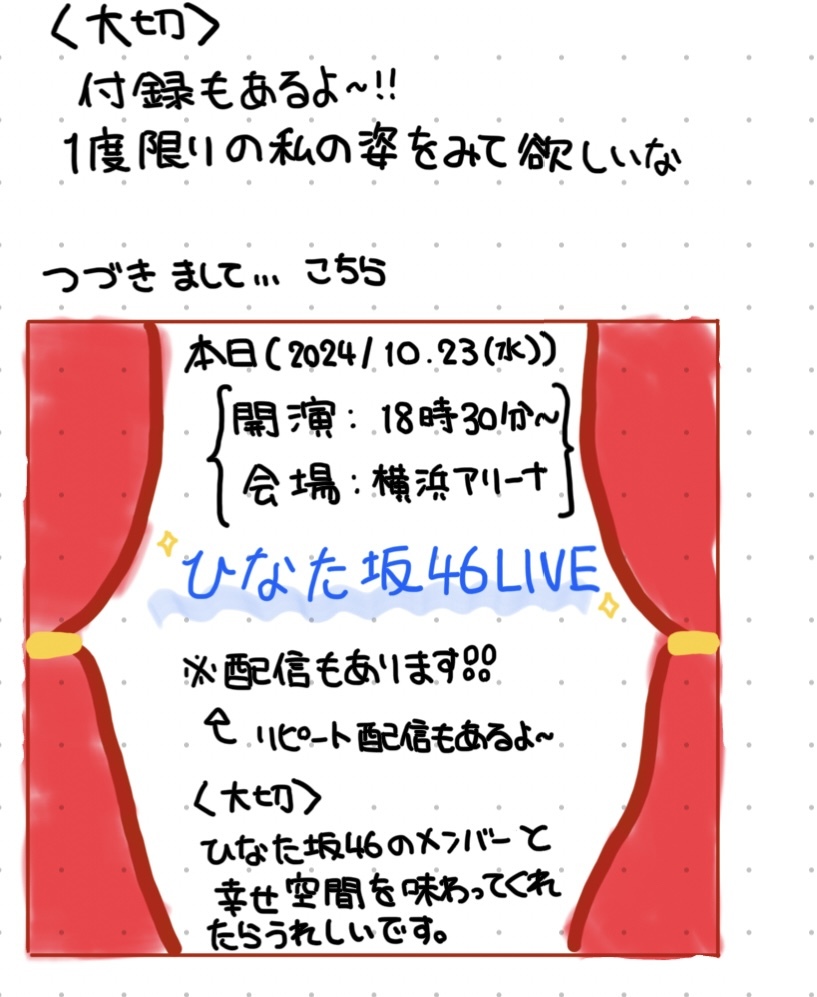 〈大切〉
付録もあるよ~!!
1度限りの私の姿をみて欲しいな
つづきまして... こちら
本日(2024/10.23(水))
開演:18時30分~
会場:横浜アリーナ
ひなた坂46LIVE
※配信もあります!!
リピート配信もあるよ~
〈大切〉
ひなた坂46のメンバーと
幸せ空間を味わってくれ
たらうれしいです。